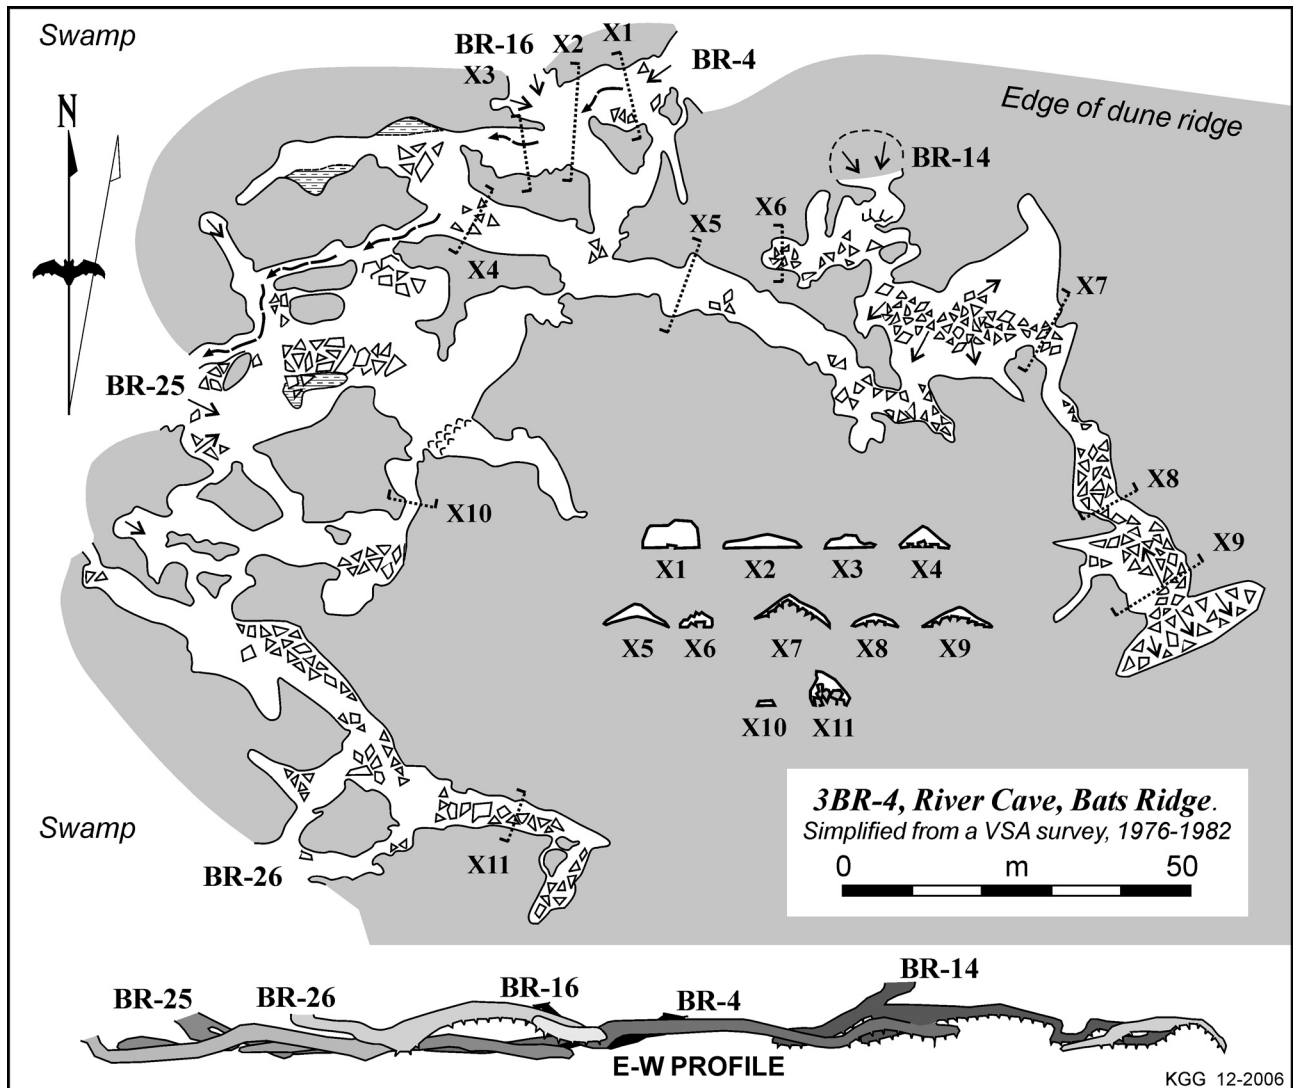 Swamp
BR-16
X2
X1
X3
BR-4
N
Edge of dune ridge
BR-14
X6
X5
X4
X7
BR-25
X10
X8
X9
X1
X2
X3
X4
X5
X6
X7
X8
X9
X10
X11
3BR-4, River Cave, Bats Ridge.
Simplified from a VSA survey, 1976-1982
0 m 50
Swamp
X11
BR-26
BR-25
BR-26
BR-16
BR-4
BR-14
E-W PROFILE
KGG 12-2006